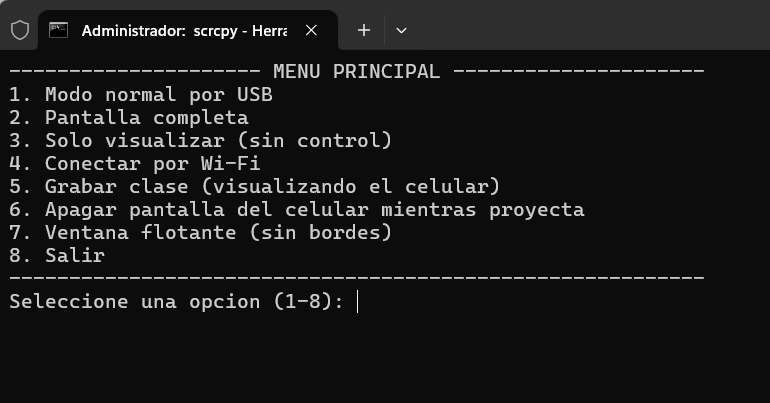 Administrador: scrcpy - Herra
--------------------- MENU PRINCIPAL ---------------------
1. Modo normal por USB
2. Pantalla completa
3. Solo visualizar (sin control)
4. Conectar por Wi-Fi
5. Grabar clase (visualizando el celular)
6. Apagar pantalla del celular mientras proyecta
7. Ventana flotante (sin bordes)
8. Salir
----------------------------------------------------------
Seleccione una opcion (1-8):